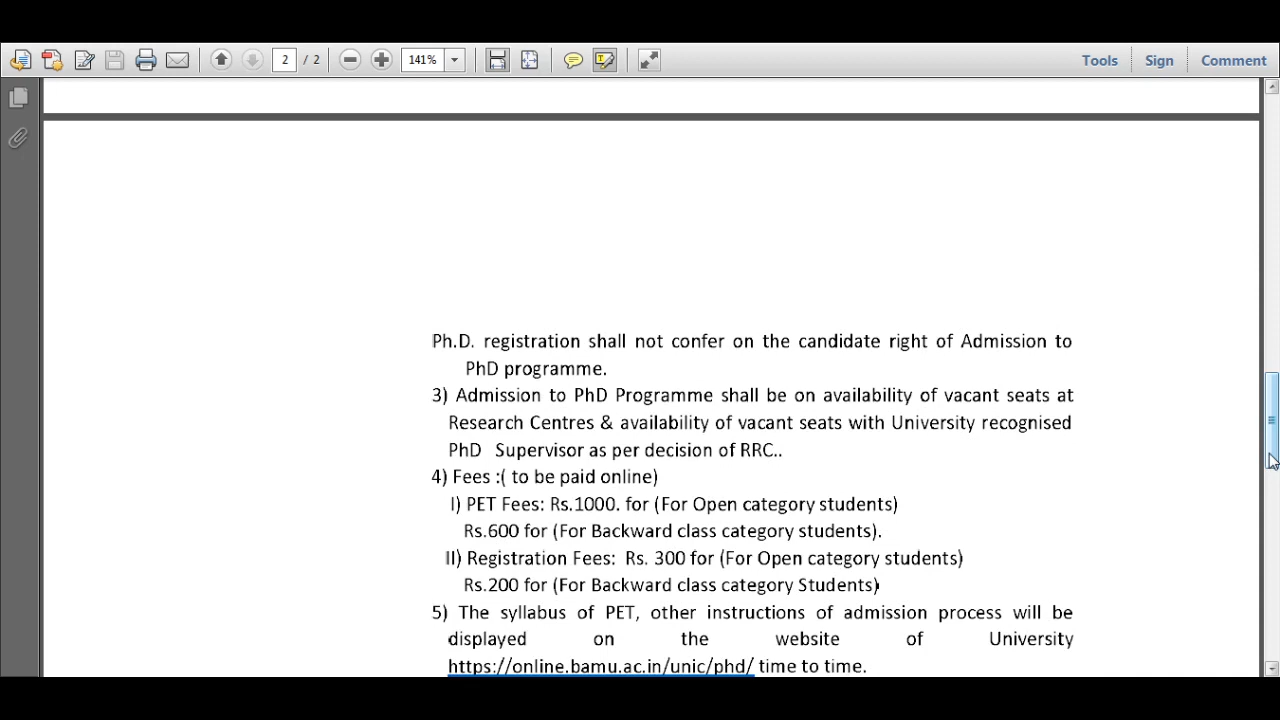 2 / 2
141%
Tools
Sign
Comment
Ph.D. registration shall not confer on the candidate right of Admission to
PhD programme.
3) Admission to PhD Programme shall be on availability of vacant seats at
Research Centres & availability of vacant seats with University recognised
PhD Supervisor as per decision of RRC..
4) Fees :( to be paid online)
I) PET Fees: Rs.1000. for (For Open category students)
Rs.600 for (For Backward class category students).
II) Registration Fees: Rs. 300 for (For Open category students)
Rs.200 for (For Backward class category Students)
5) The syllabus of PET, other instructions of admission process will be
displayed on the website of University
https://online.bamu.ac.in/unic/phd/ time to time.